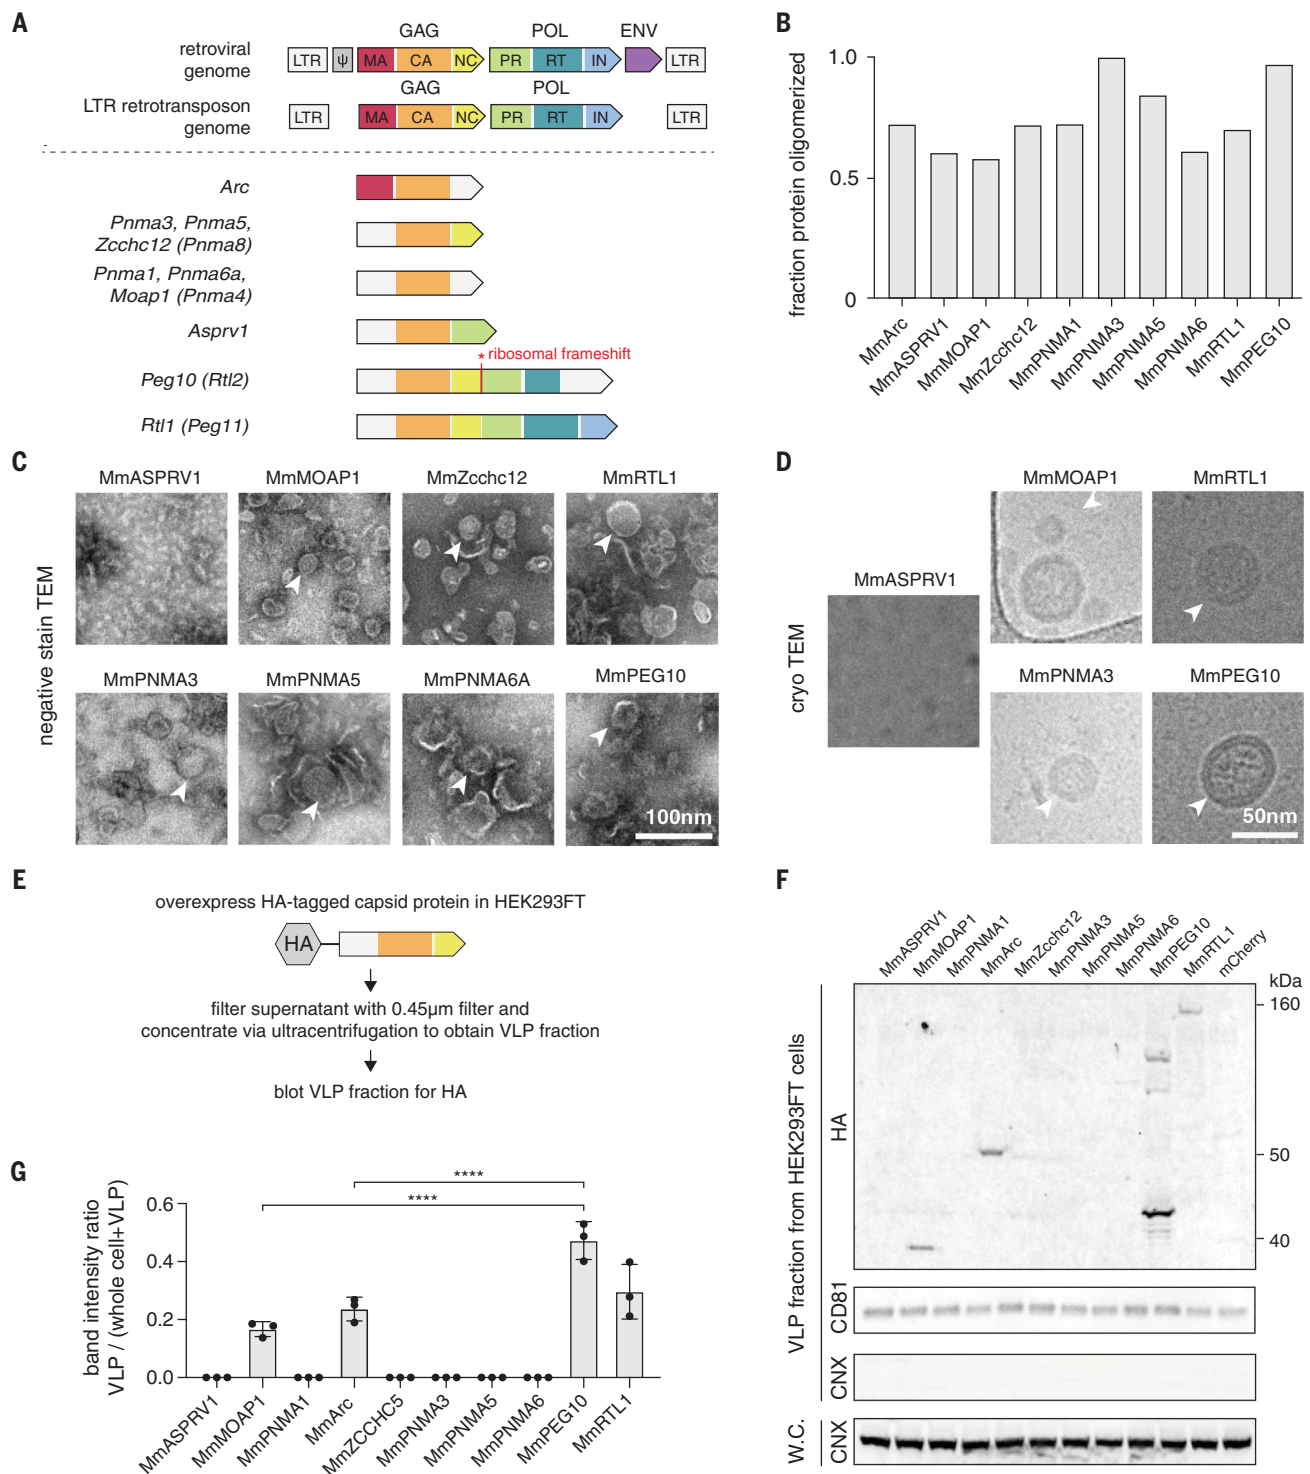 A
GAG POL ENV
retroviral
genome
LTR ψ MA CA NC PR RT IN LTR
GAG POL
LTR retrotransposon
genome
LTR MA CA NC PR RT IN LTR
Arc
Pnma3, Pnma5,
Zcchc12 (Pnma8)
Pnma1, Pnma6a,
Moap1 (Pnma4)
Asprv1
* ribosomal frameshift
Peg10 (Rtl2)
Rtl1 (Peg11)
B
fraction protein oligomerized
1.0
0.5
0
MmArc
MmASPRV1
MmMOAP1
MmZcchc12
MmPNMA1
MmPNMA3
MmPNMA5
MmPNMA6
MmRTL1
MmPEG10
C
negative stain TEM
MmASPRV1 MmMOAP1 MmZcchc12 MmRTL1
MmPNMA3 MmPNMA5 MmPNMA6A MmPEG10
100nm
D
cryo TEM
MmASPRV1
MmMOAP1 MmRTL1
MmPNMA3 MmPEG10
50nm
E
overexpress HA-tagged capsid protein in HEK293FT
HA
filter supernatant with 0.45μm filter and
concentrate via ultracentrifugation to obtain VLP fraction
blot VLP fraction for HA
F
MmASPRV1
MmMOAP1
MmPNMA1
MmArc
MmZcchc12
MmPNMA3
MmPNMA5
MmPNMA6
MmPEG10
MmRTL1
mCherry
kDa
160
50
40
VLP fraction from HEK293FT cells
HA
CD81
CNX
W.C.
CNX
G
band intensity ratio
VLP / (whole cell+VLP)
****
****
0.6
0.4
0.2
0.0
MmASPRV1
MmMOAP1
MmPNMA1
MmArc
MmZCCHC5
MmPNMA3
MmPNMA5
MmPNMA6
MmPEG10
MmRTL1